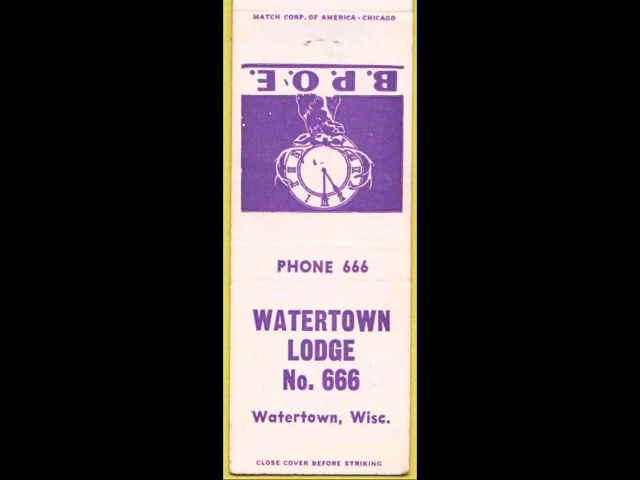 MATCH CORP. OF AMERICA - CHICAGO
B.P.O.E.
PHONE 666
WATERTOWN
LODGE
No. 666
Watertown, Wisc.
CLOSE COVER BEFORE STRIKING